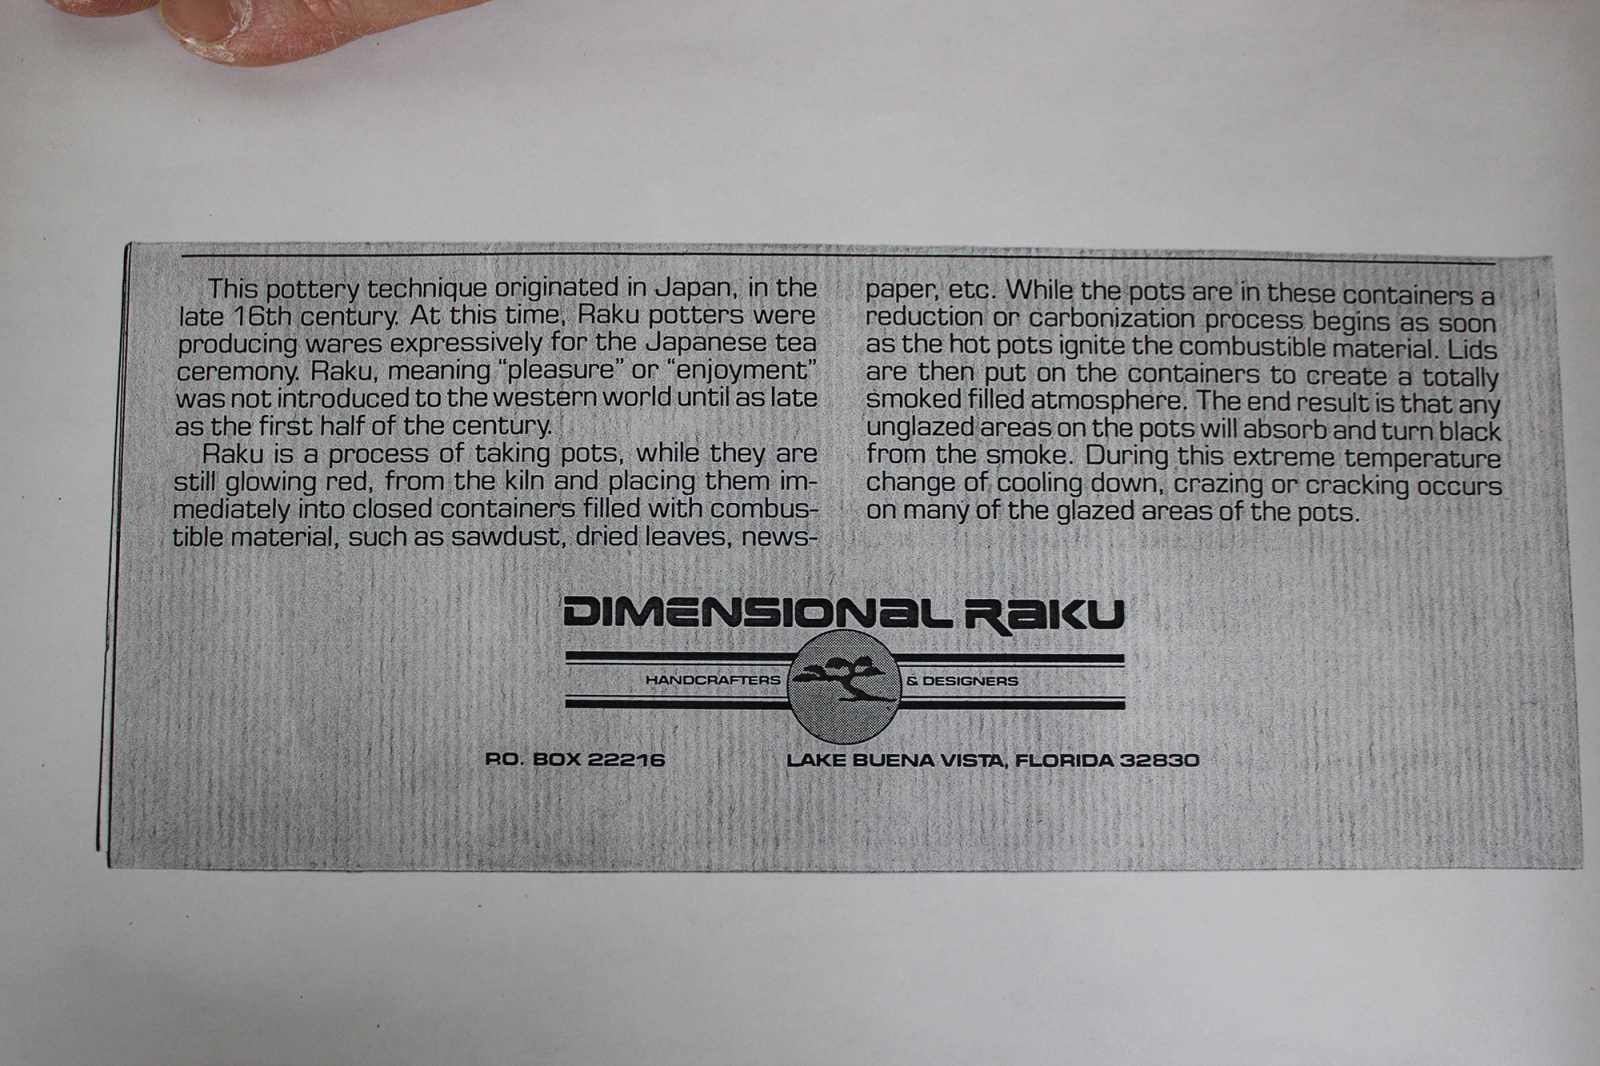 This pottery technique originated in Japan, in the
late 16th century. At this time, Raku potters were
producing wares expressively for the Japanese tea
ceremony. Raku, meaning "pleasure" or "enjoyment"
was not introduced to the western world until as late
as the first half of the century.
Raku is a process of taking pots, while they are
still glowing red, from the kiln and placing them im-
mediately into closed containers filled with combus-
tible material, such as sawdust, dried leaves, news-
paper, etc. While the pots are in these containers a
reduction or carbonization process begins as soon
as the hot pots ignite the combustible material. Lids
are then put on the containers to create a totally
smoked filled atmosphere. The end result is that any
unglazed areas on the pots will absorb and turn black
from the smoke. During this extreme temperature
change of cooling down, crazing or cracking occurs
on many of the glazed areas of the pots.
DIMENSIONAL RAKU
HANDCRAFTERS & DESIGNERS
P.O. BOX 22216 LAKE BUENA VISTA, FLORIDA 32830